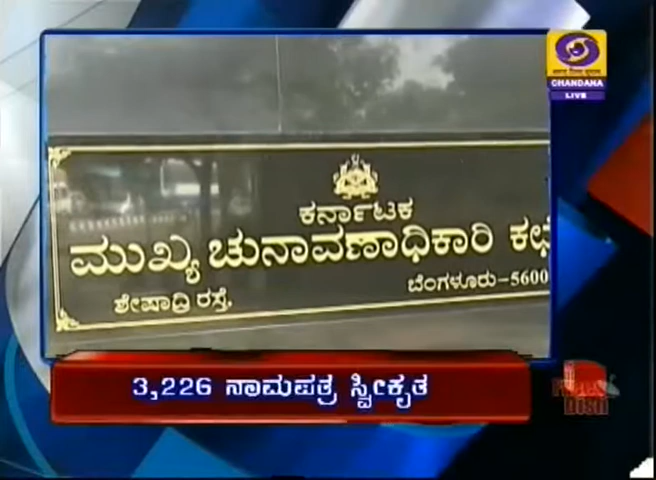 CHANDANA
LIVE
ಕರ್ನಾಟಕ
ಮುಖ್ಯ ಚುನಾವಣಾಧಿಕಾರಿ
ಶೇಷಾದ್ರಿ ರಸ್ತೆ,
ಬೆಂಗಳೂರು-5600
3,226 ನಾಮಪತ್ರ ಸ್ವೀಕೃತ